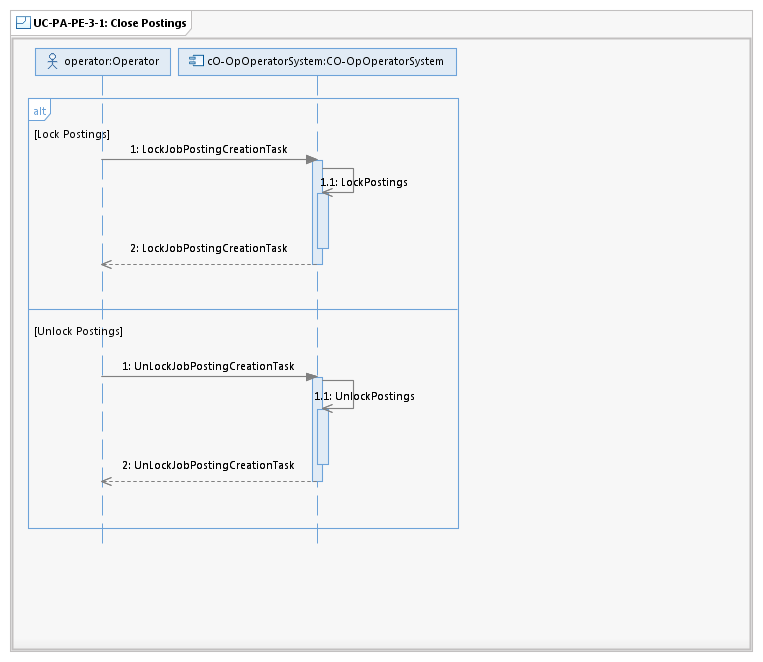 UC-PA-PE-3-1: Close Postings
operator:Operator
cO-OpOperatorSystem:CO-OpOperatorSystem
alt
[Lock Postings]
1: LockJobPostingCreationTask
1.1: LockPostings
2: LockJobPostingCreationTask
[Unlock Postings]
1: UnLockJobPostingCreationTask
1.1: UnlockPostings
2: UnLockJobPostingCreationTask